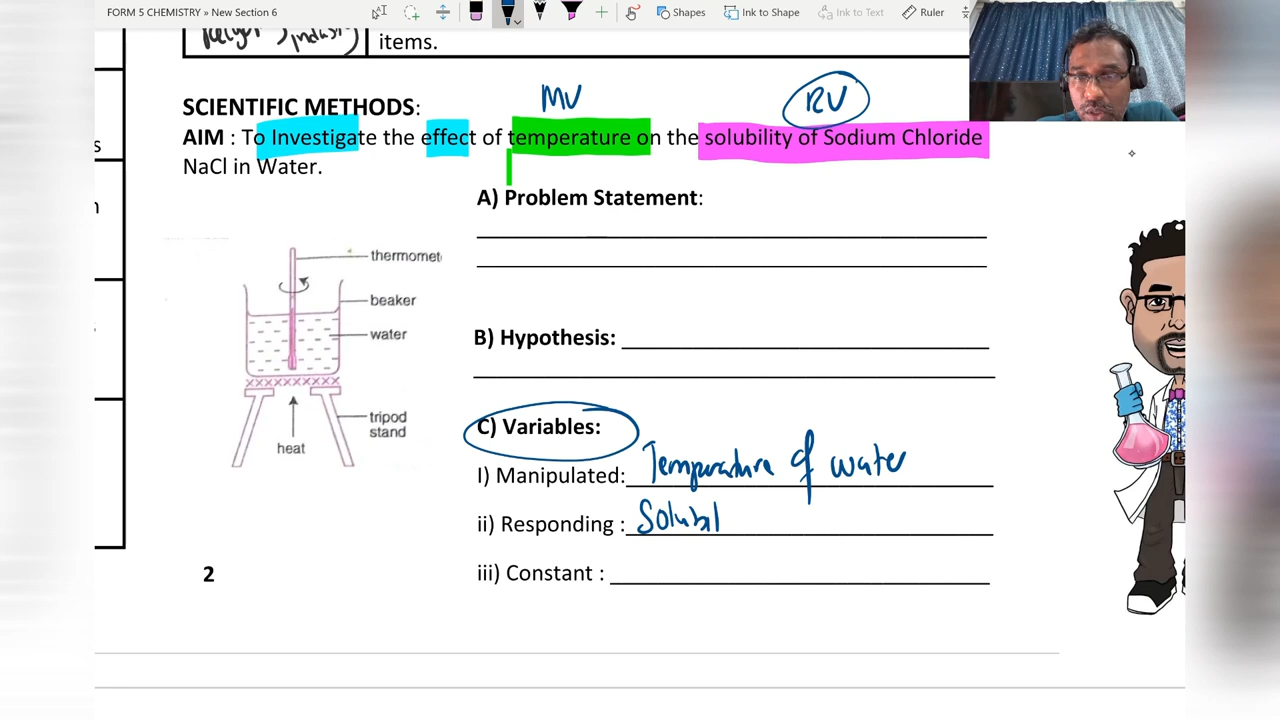 FORM 5 CHEMISTRY » New Section 6
Shapes
Ink to Shape
Ink to Text
Ruler
items.
MV
RV
SCIENTIFIC METHODS:
AIM : To Investigate the effect of temperature on the solubility of Sodium Chloride
NaCl in Water.
A) Problem Statement:
thermomet
beaker
water
tripod
stand
heat
B) Hypothesis:
C) Variables:
I) Manipulated: Temperature of water
ii) Responding : Solubil
iii) Constant :
2
s